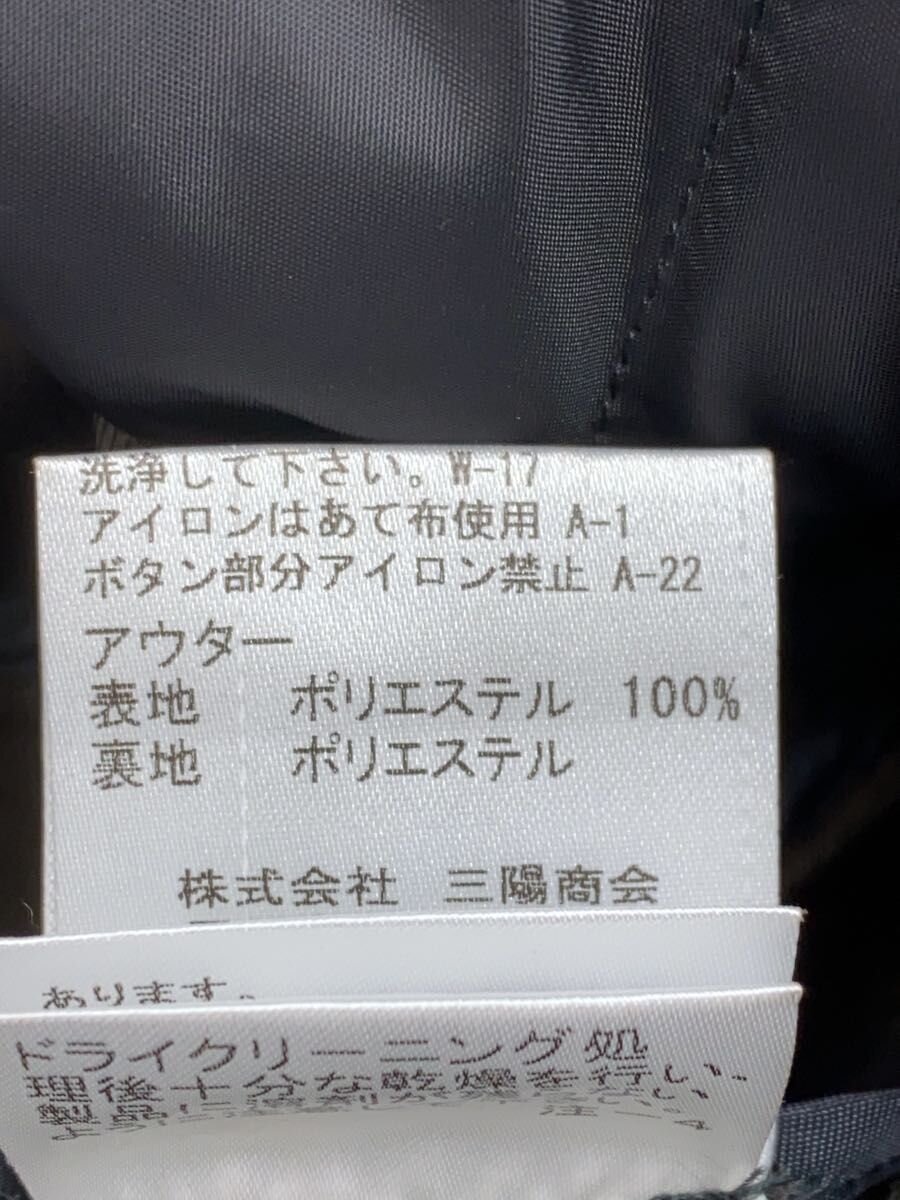 洗浄して下さい。W-17
アイロンはあて布使用 A-1
ボタン部分アイロン禁止 A-22
アウター
表地 ポリエステル 100%
裏地 ポリエステル
株式会社 三陽商会
あります。
ドライクリーニング処
理後十分な乾燥を行い、